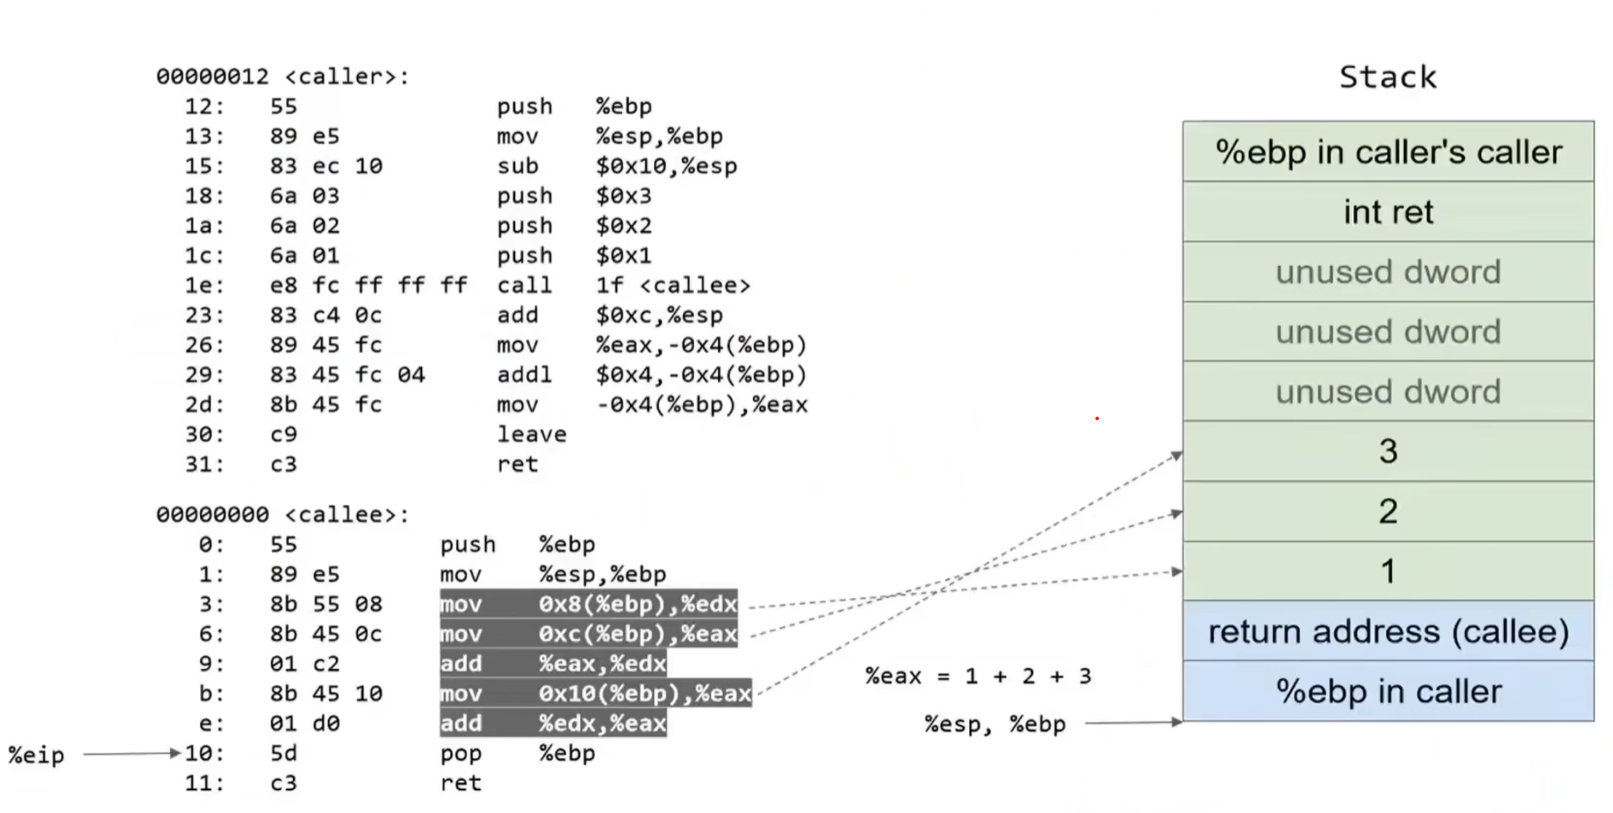 00000012 <caller>:
12: 55 push %ebp
13: 89 e5 mov %esp,%ebp
15: 83 ec 10 sub $0x10,%esp
18: 6a 03 push $0x3
1a: 6a 02 push $0x2
1c: 6a 01 push $0x1
1e: e8 fc ff ff ff call 1f <callee>
23: 83 c4 0c add $0xc,%esp
26: 89 45 fc mov %eax,-0x4(%ebp)
29: 83 45 fc 04 addl $0x4,-0x4(%ebp)
2d: 8b 45 fc mov -0x4(%ebp),%eax
30: c9 leave
31: c3 ret
00000000 <callee>:
0: 55 push %ebp
1: 89 e5 mov %esp,%ebp
3: 8b 55 08 mov 0x8(%ebp),%edx
6: 8b 45 0c mov 0xc(%ebp),%eax
9: 01 c2 add %eax,%edx
b: 8b 45 10 mov 0x10(%ebp),%eax
e: 01 d0 add %edx,%eax
%eip 10: 5d pop %ebp
11: c3 ret
%eax = 1 + 2 + 3
%esp, %ebp
Stack
%ebp in caller's caller
int ret
unused dword
unused dword
unused dword
3
2
1
return address (callee)
%ebp in caller